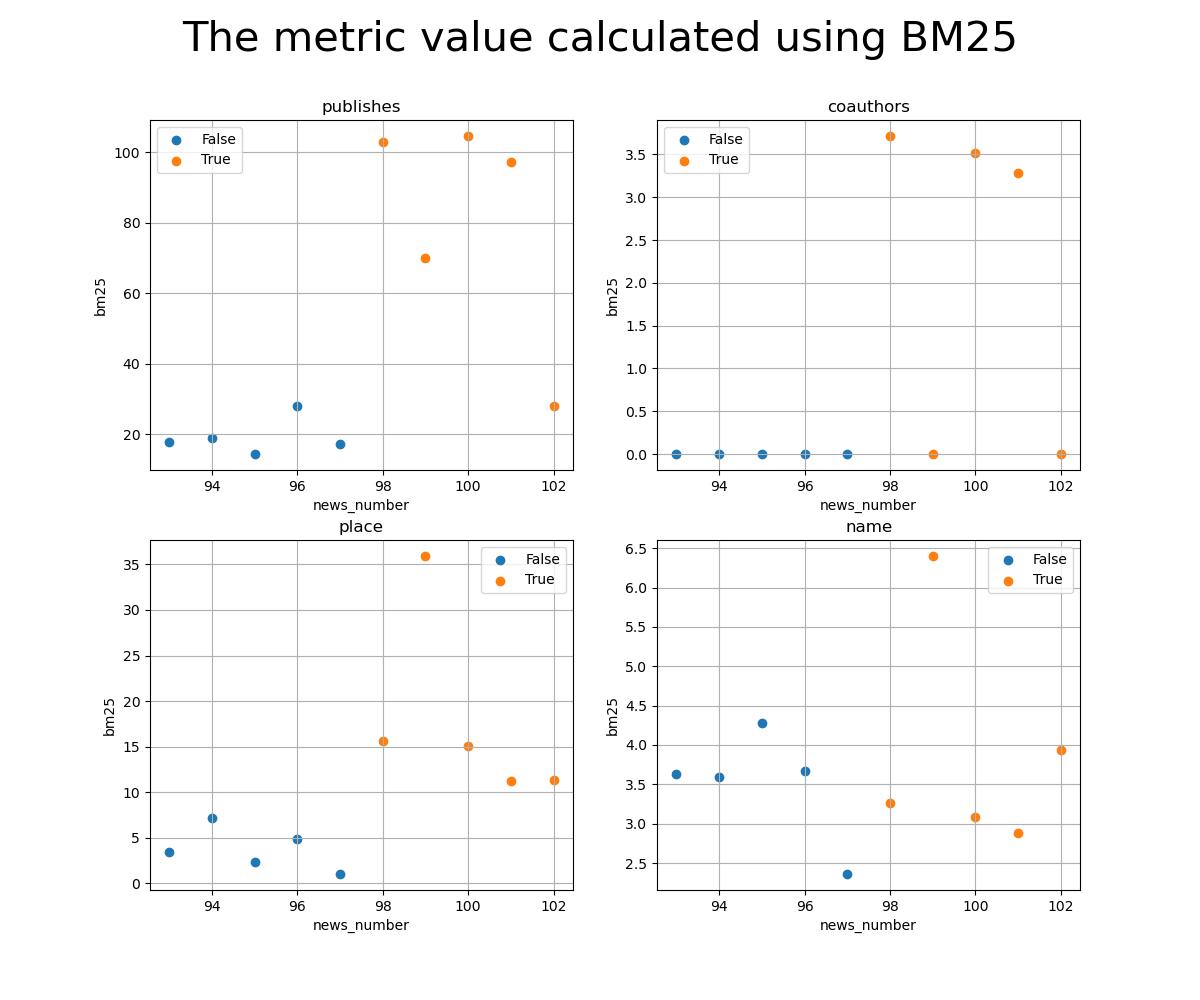 The metric value calculated using BM25
publishes
False
True
100
80
60
40
20
bm25
94 96 98 100 102
news_number
coauthors
False
True
3.5
3.0
2.5
2.0
1.5
1.0
0.5
0.0
bm25
94 96 98 100 102
news_number
place
False
True
35
30
25
20
15
10
5
0
bm25
94 96 98 100 102
news_number
name
False
True
6.5
6.0
5.5
5.0
4.5
4.0
3.5
3.0
2.5
bm25
94 96 98 100 102
news_number